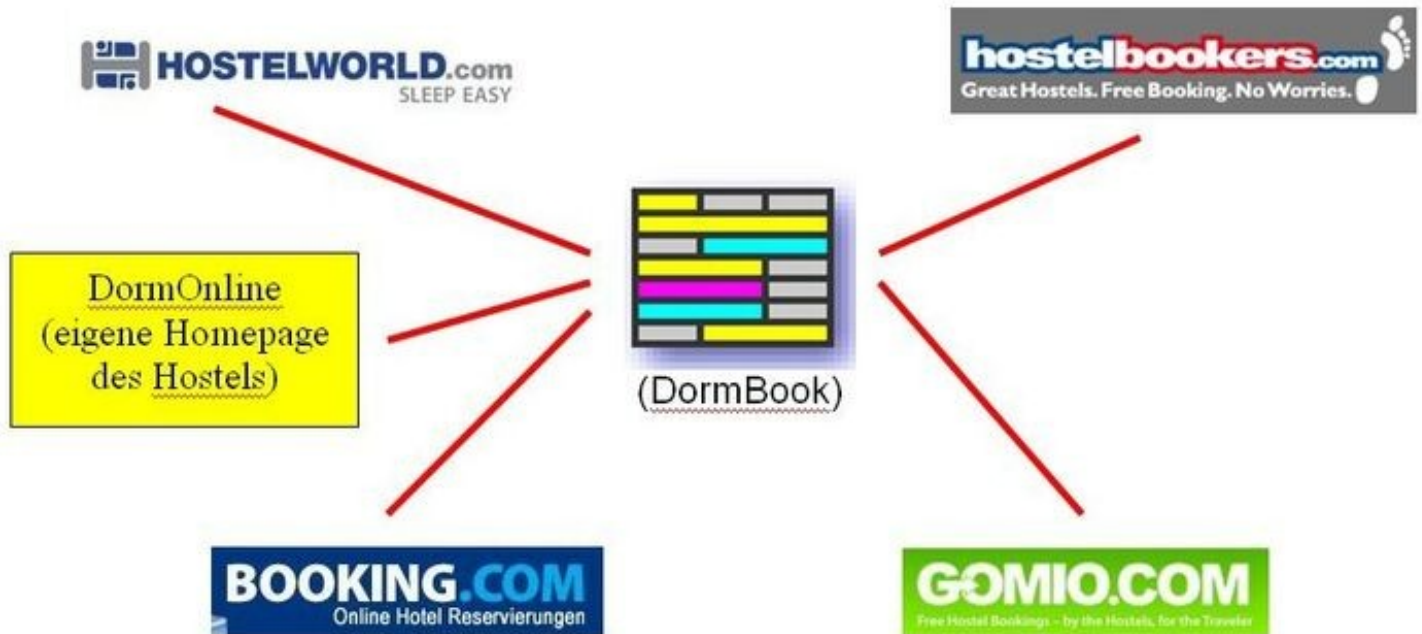 HOSTELWORLD.com
SLEEP EASY
hostelbookers.com
Great Hostels. Free Booking. No Worries.
DormOnline
(eigene Homepage
des Hostels)
(DormBook)
BOOKING.COM
Online Hotel Reservierungen
GOMIO.COM
Free Hostel Bookings - by the Hostels, for the Traveler